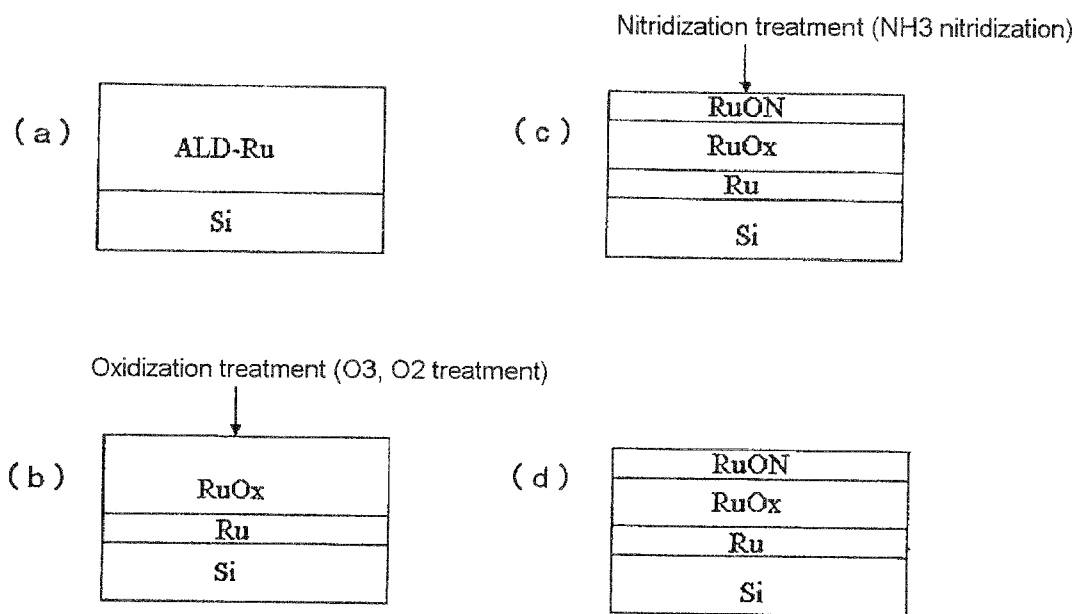 (a)
ALD-Ru
Si
Oxidization treatment (O3, O2 treatment)
(b)
RuOx
Ru
Si
Nitridization treatment (NH3 nitridization)
(c)
RuON
RuOx
Ru
Si
(d)
RuON
RuOx
Ru
Si